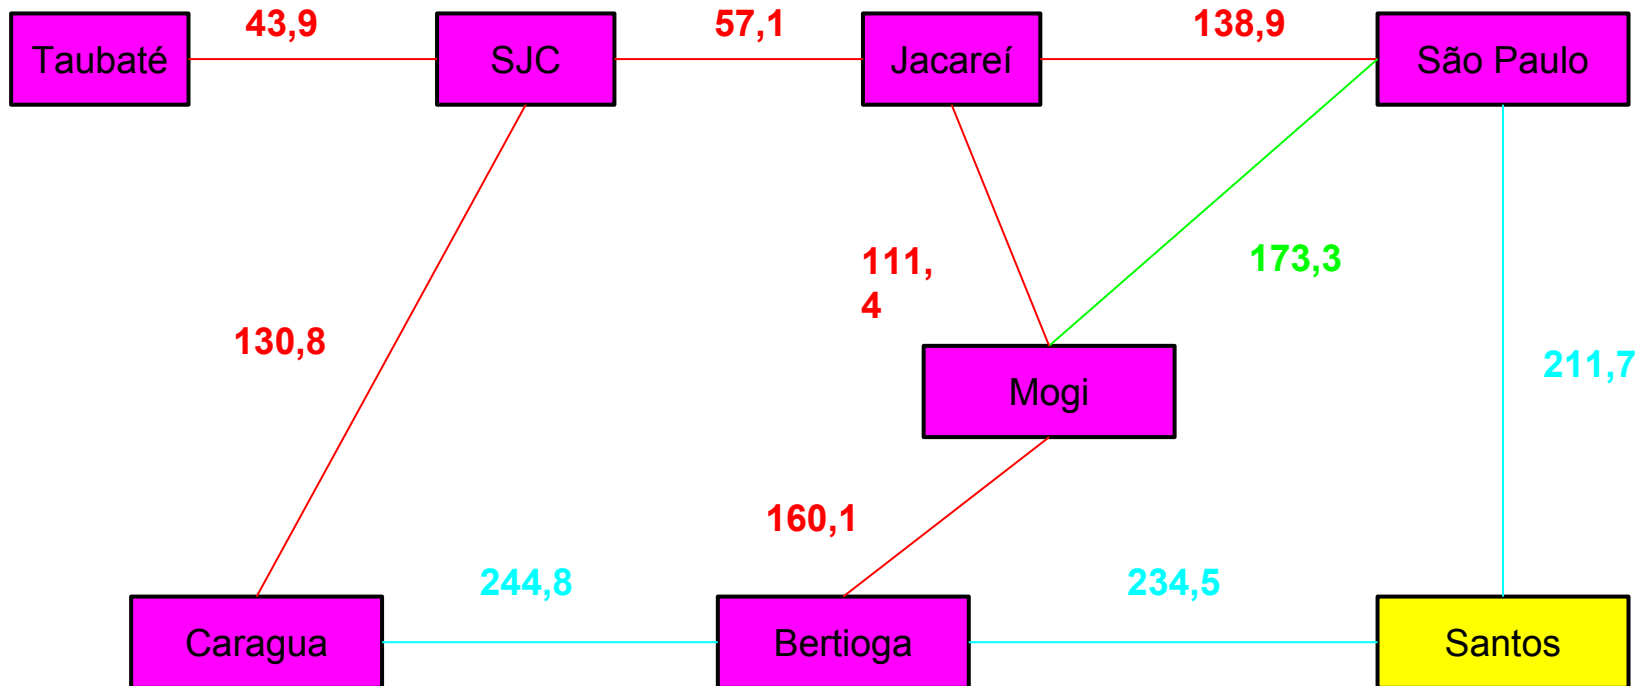 43,9
57,1
138,9
Taubaté
SJC
Jacareí
São Paulo
111,
4
173,3
130,8
211,7
Mogi
160,1
244,8
234,5
Caragua
Bertioga
Santos